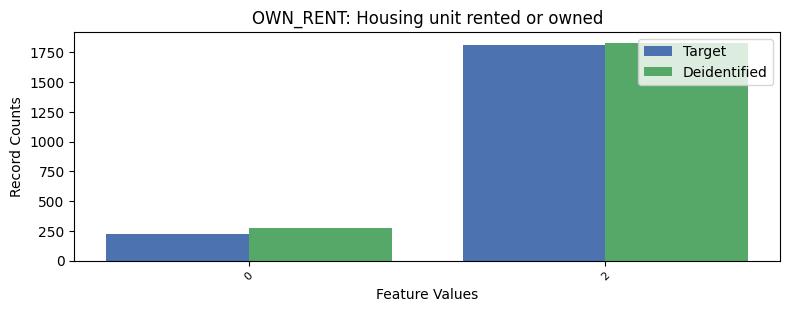 OWN_RENT: Housing unit rented or owned
Target
Deidentified
Record Counts
1750
1500
1250
1000
750
500
250
0
0
2
Feature Values